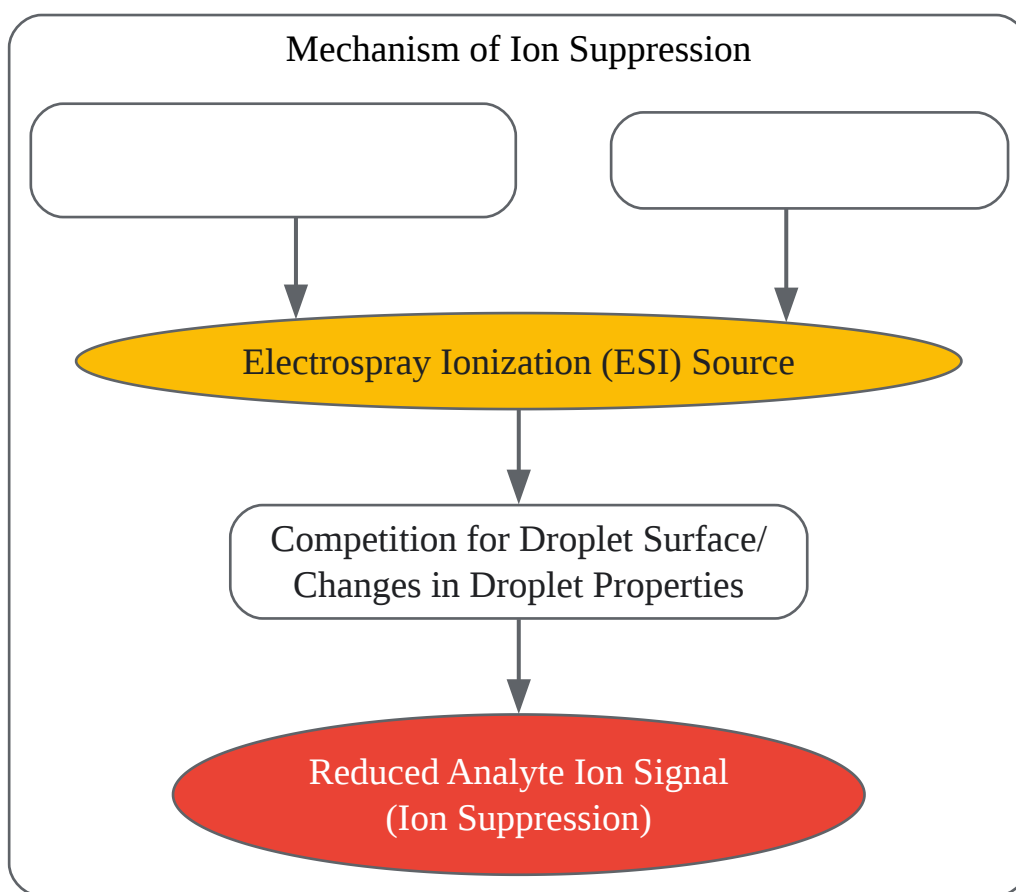 Mechanism of Ion Suppression
Electrospray Ionization (ESI) Source
Competition for Droplet Surface/
Changes in Droplet Properties
Reduced Analyte Ion Signal
(Ion Suppression)